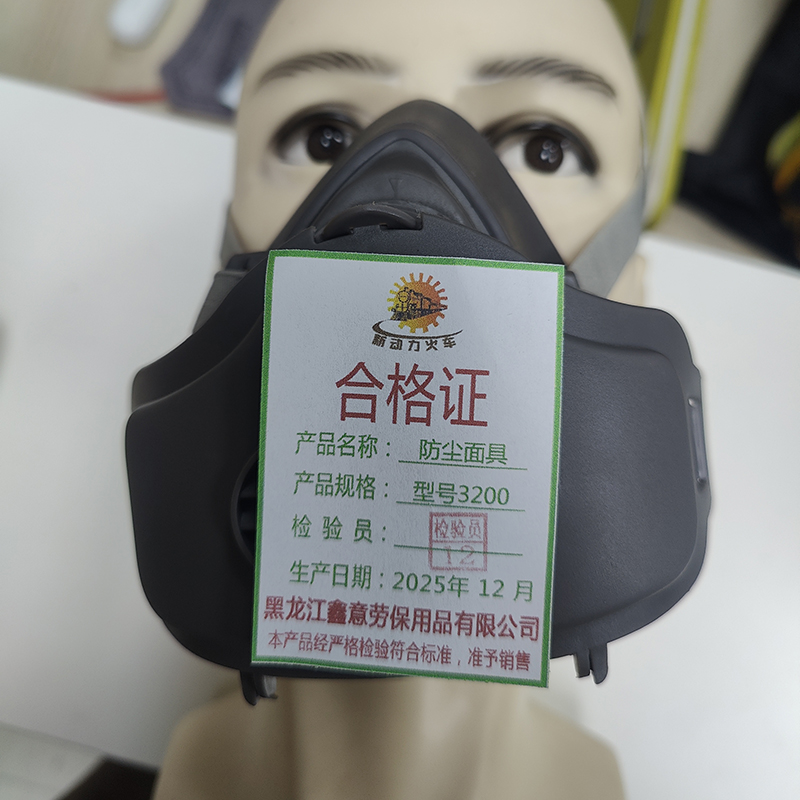 新动力火车
合格证
产品名称：防尘面具
产品规格：型号3200
检验员：检验员
12
生产日期：2025年 12 月
黑龙江鑫意劳保用品有限公司
本产品经严格检验符合标准，准予销售